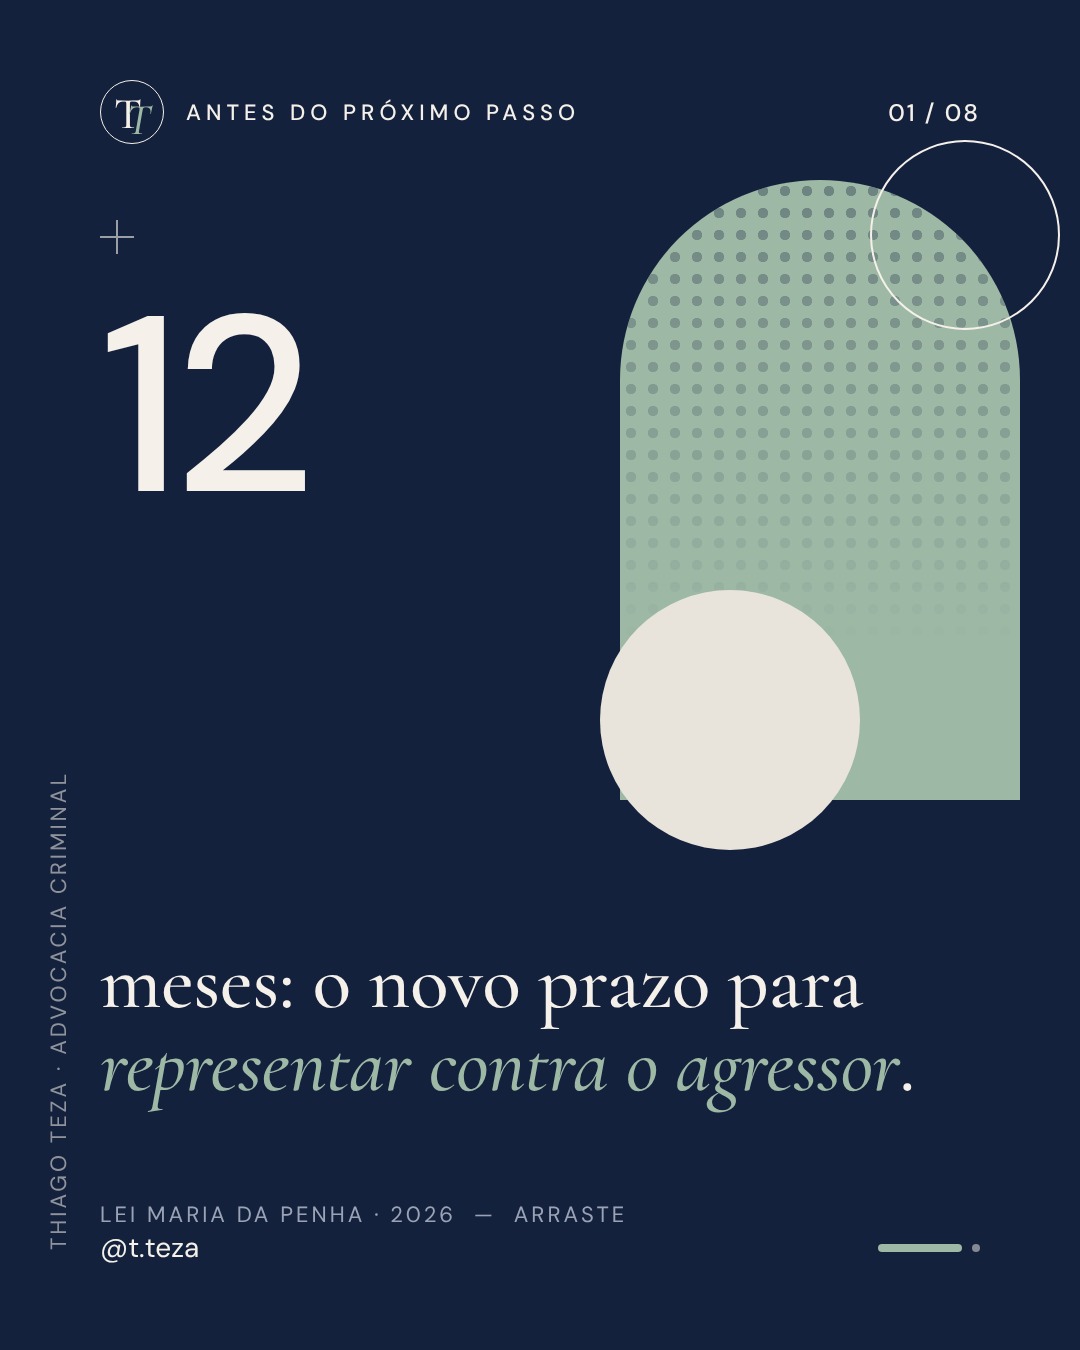 TT
ANTES DO PRÓXIMO PASSO
01 / 08
12
meses: o novo prazo para
representar contra o agressor.
THIAGO TEZA · ADVOCACIA CRIMINAL
LEI MARIA DA PENHA · 2026 — ARRASTE
@t.teza